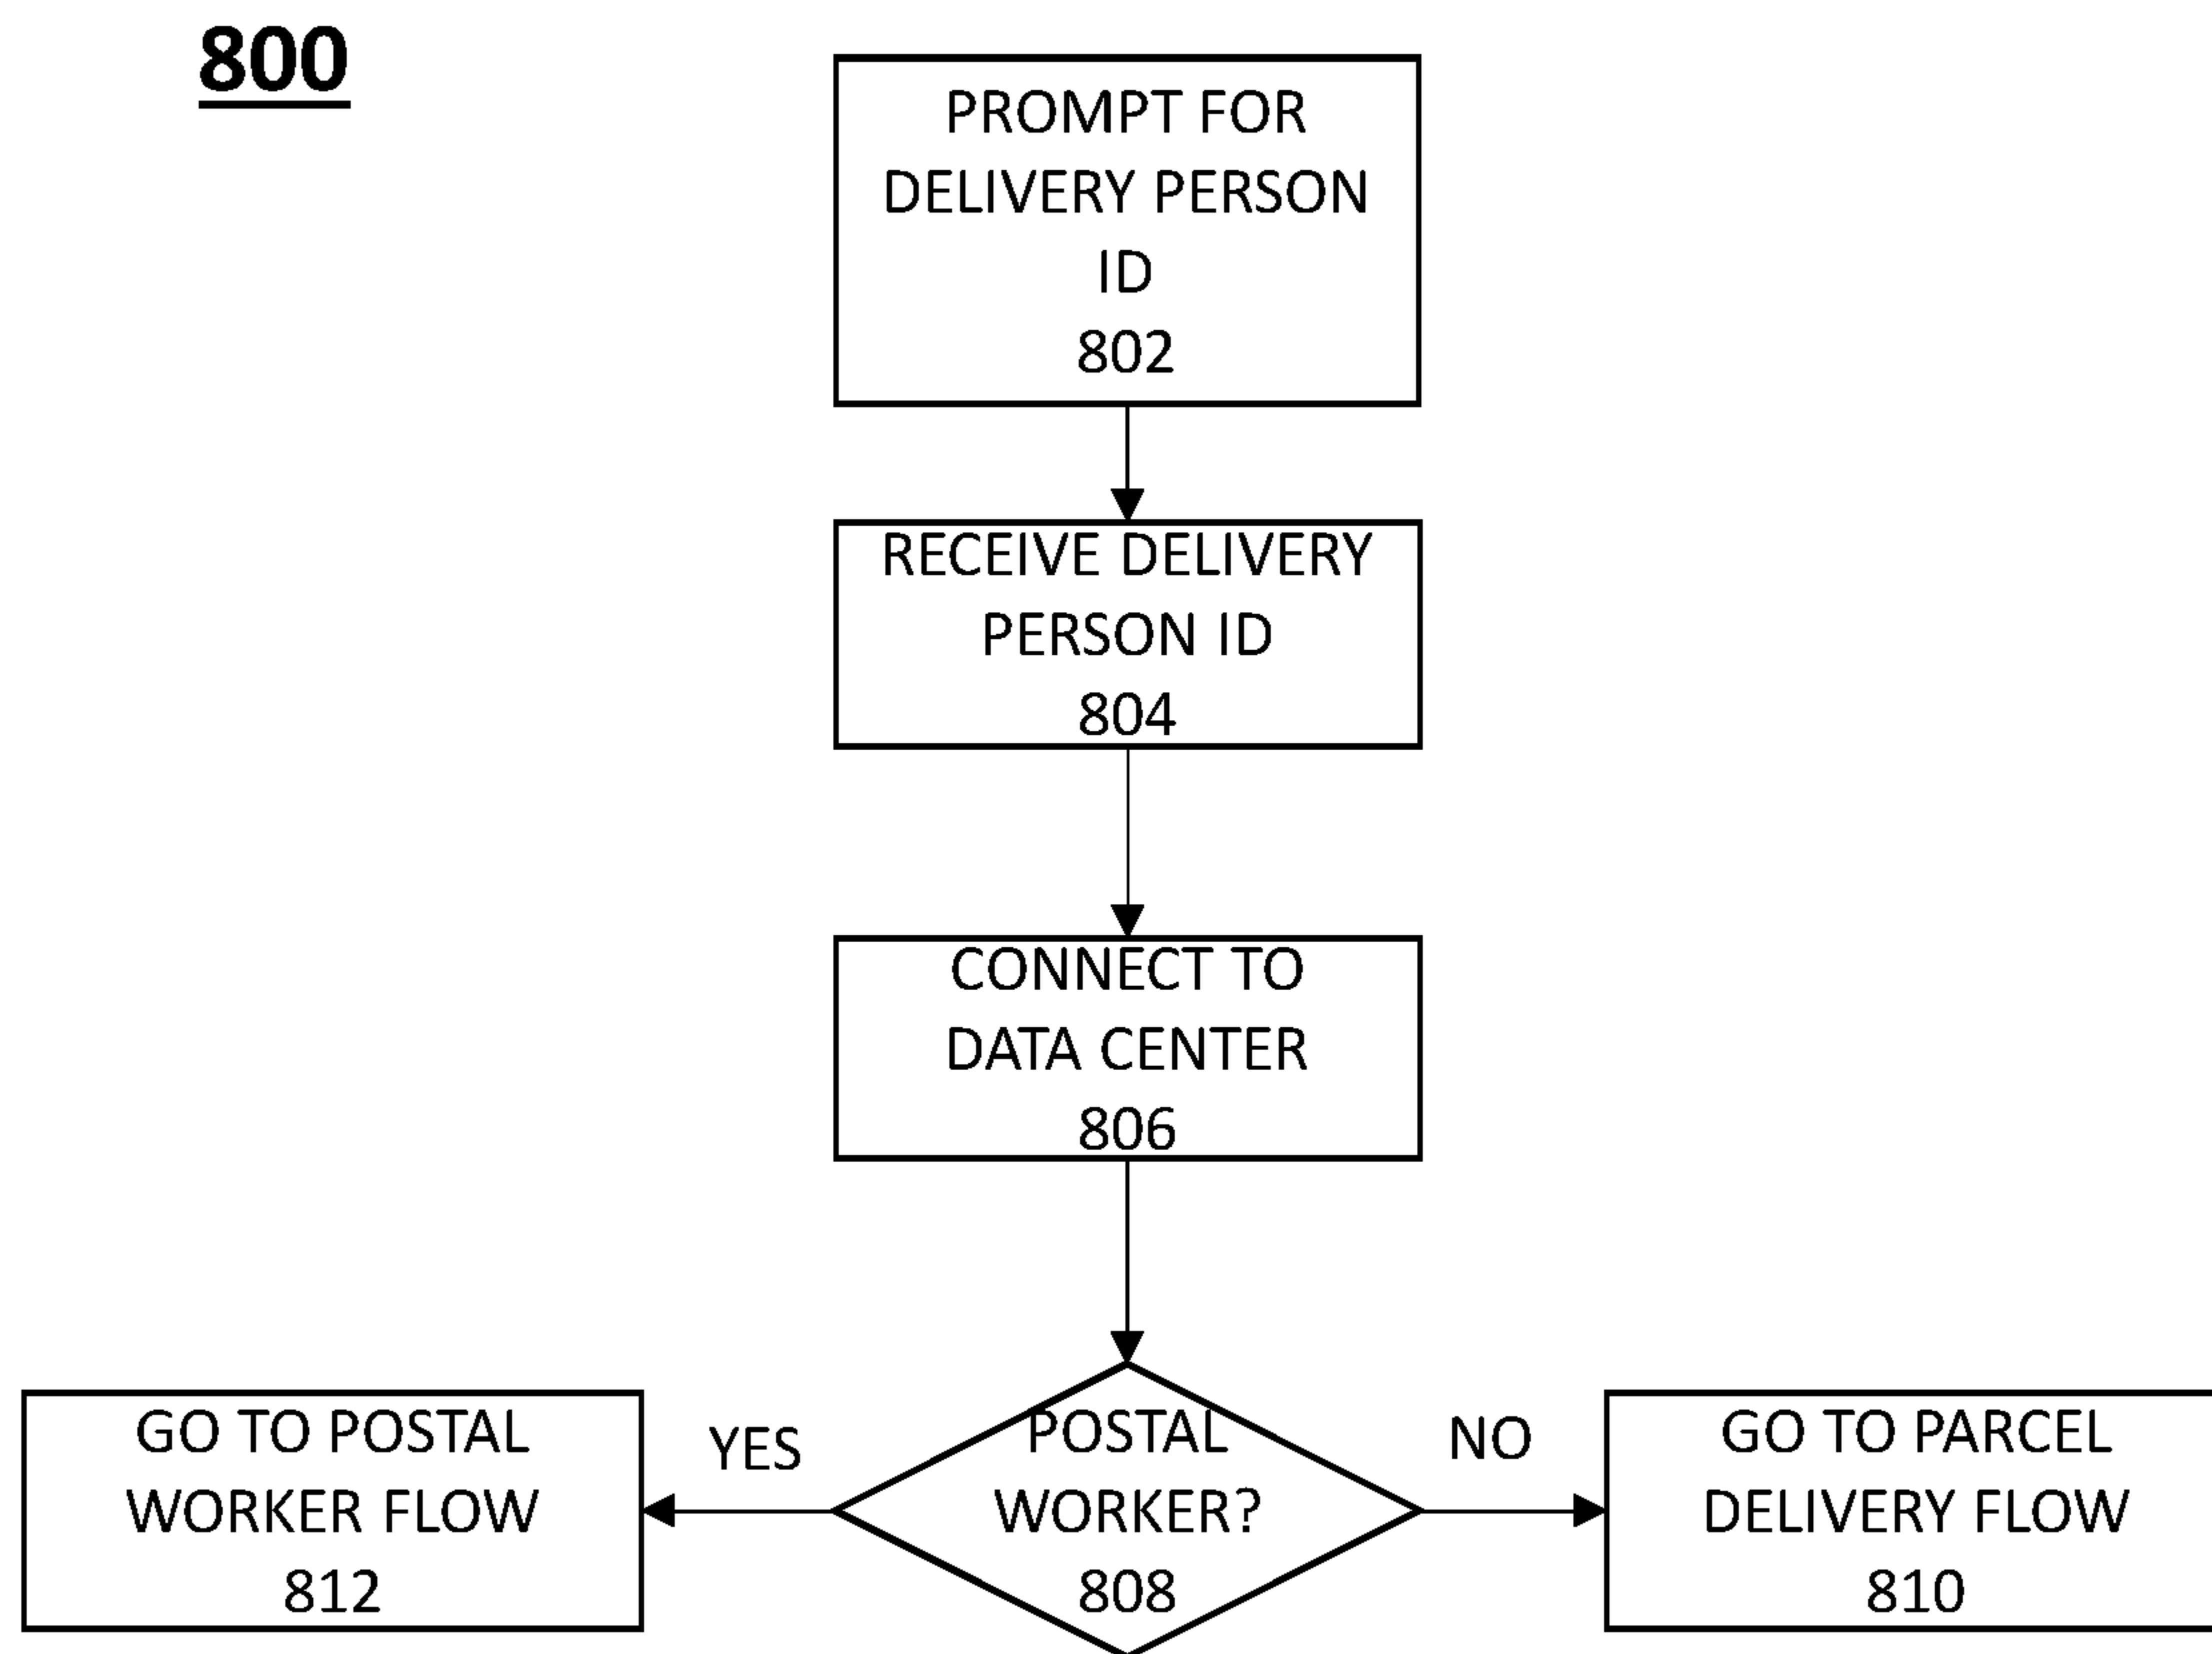 800
PROMPT FOR
DELIVERY PERSON
ID
802
RECEIVE DELIVERY
PERSON ID
804
CONNECT TO
DATA CENTER
806
GO TO POSTAL
WORKER FLOW
812
YES
POSTAL
WORKER?
808
NO
GO TO PARCEL
DELIVERY FLOW
810